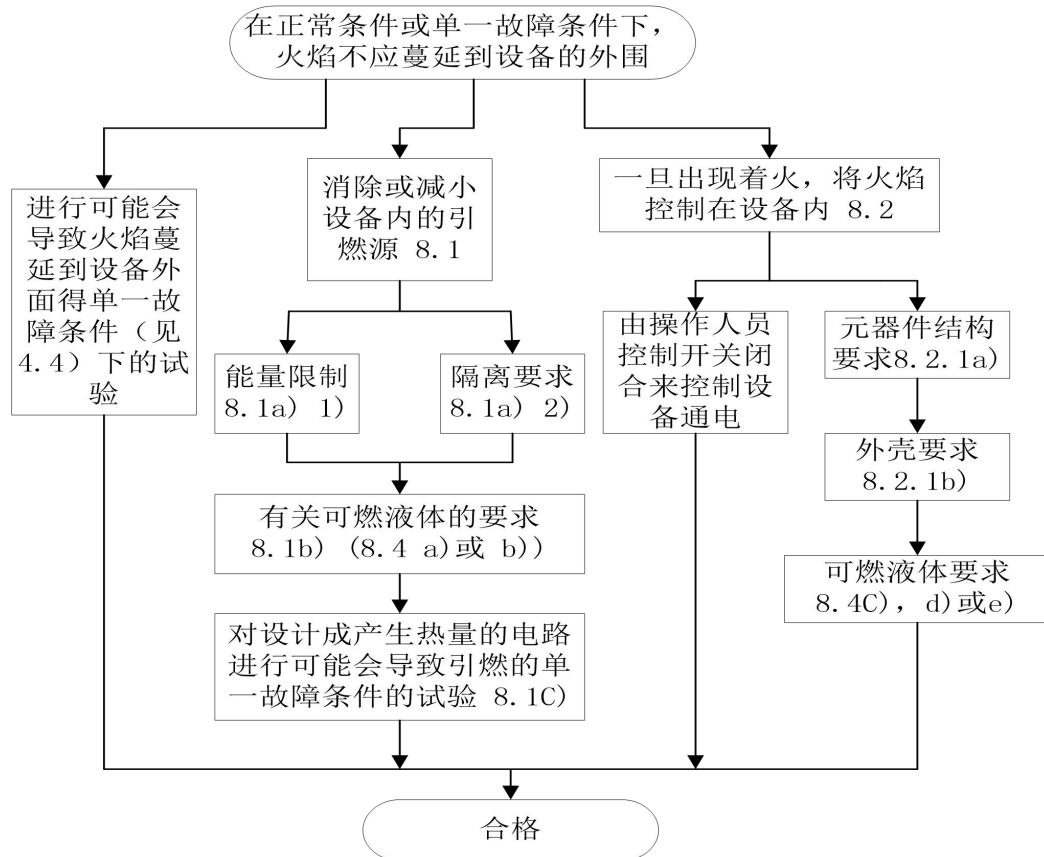 在正常条件或单一故障条件下，
火焰不应蔓延到设备的外围
进行可能会
导致火焰蔓
延到设备外
面得单一故
障条件（见
4.4）下的试
验
消除或减小
设备内的引
燃源 8.1
一旦出现着火，将火焰
控制在设备内 8.2
能量限制
8.1a) 1)
隔离要求
8.1a) 2)
由操作人员
控制开关闭
合来控制设
备通电
元器件结构
要求8.2.1a)
外壳要求
8.2.1b)
有关可燃液体的要求
8.1b) (8.4 a)或 b))
可燃液体要求
8.4C), d)或e)
对设计成产生热量的电路
进行可能会导致引燃的单
一故障条件的试验 8.1C)
合格